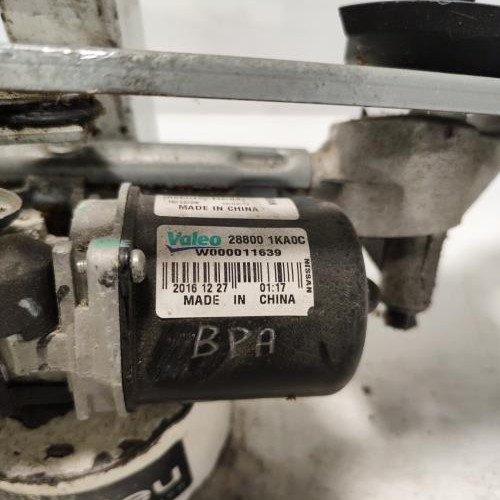 MADE IN CHINA
Valeo 28800 1KA0C
W000011639
2016 12 27 01:17
MADE IN CHINA
NISSAN
BPA